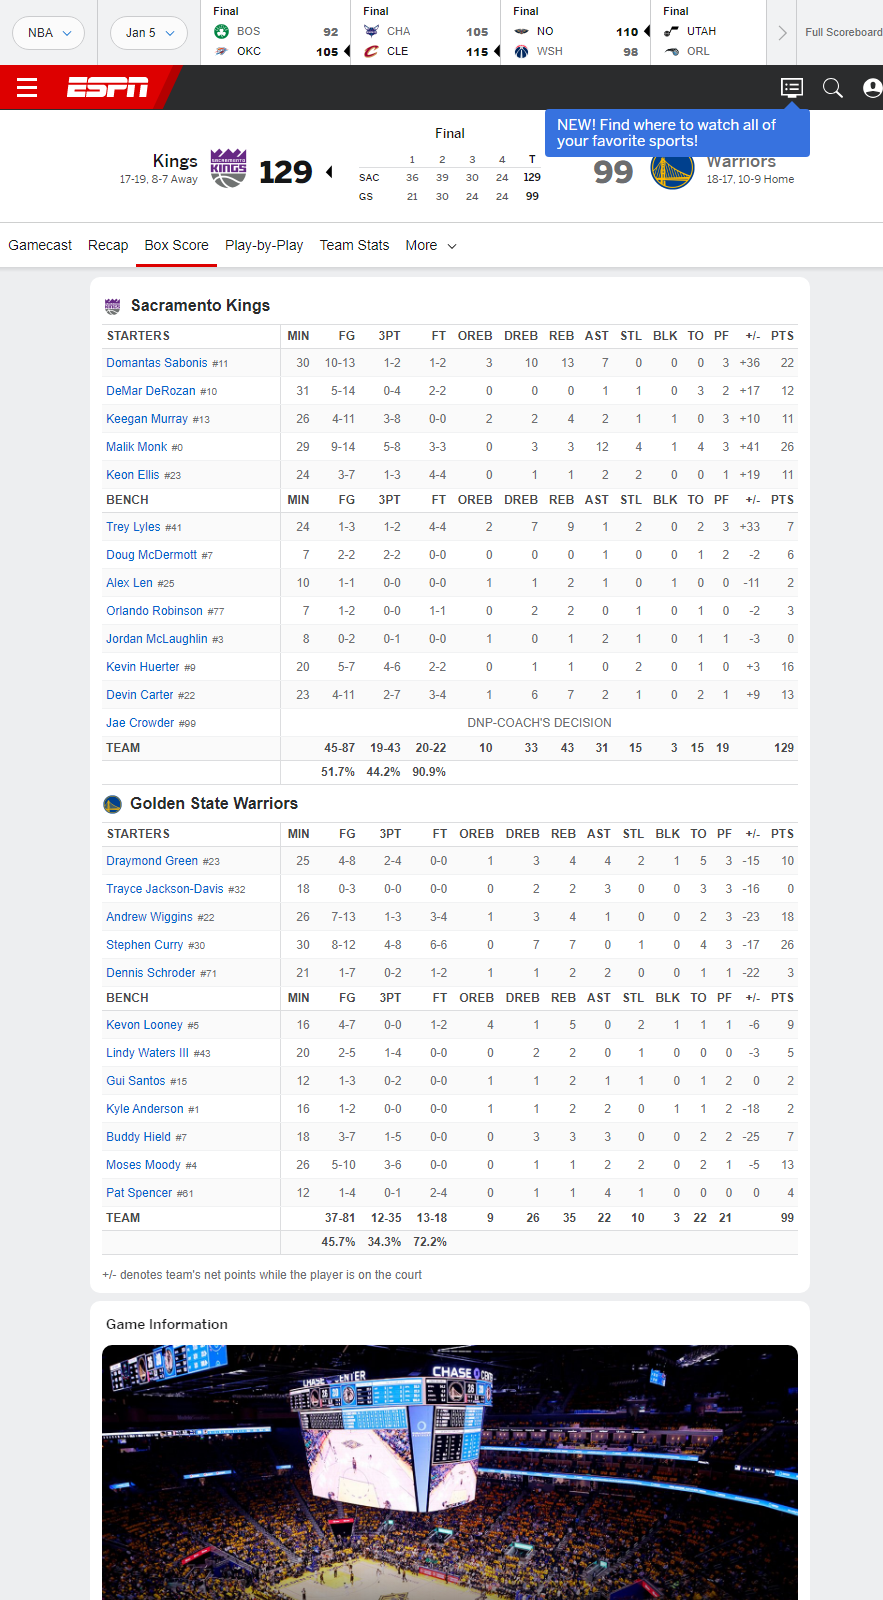 NBA
Jan 5
Final
BOS 92
OKC 105
Final
CHA 105
CLE 115
Final
NO 110
WSH 98
Final
UTAH
ORL
Full Scoreboard
ESPN
NEW! Find where to watch all of
your favorite sports!
Kings
17-19, 8-7 Away
SACRAMENTO
KINGS
129
Final
1 2 3 4 T
SAC 36 39 30 24 129
GS 21 30 24 24 99
99
Warriors
18-17, 10-9 Home
Gamecast Recap Box Score Play-by-Play Team Stats More
Sacramento Kings
STARTERS MIN FG 3PT FT OREB DREB REB AST STL BLK TO PF +/- PTS
Domantas Sabonis #11 30 10-13 1-2 1-2 3 10 13 7 0 0 0 3 +36 22
DeMar DeRozan #10 31 5-14 0-4 2-2 0 0 0 1 1 0 3 2 +17 12
Keegan Murray #13 26 4-11 3-8 0-0 2 2 4 2 1 1 0 3 +10 11
Malik Monk #0 29 9-14 5-8 3-3 0 3 3 12 4 1 4 3 +41 26
Keon Ellis #23 24 3-7 1-3 4-4 0 1 1 2 2 0 0 1 +19 11
BENCH MIN FG 3PT FT OREB DREB REB AST STL BLK TO PF +/- PTS
Trey Lyles #41 24 1-3 1-2 4-4 2 7 9 1 2 0 2 3 +33 7
Doug McDermott #7 7 2-2 2-2 0-0 0 0 0 1 0 0 1 2 -2 6
Alex Len #25 10 1-1 0-0 0-0 1 1 2 1 0 1 0 0 -11 2
Orlando Robinson #77 7 1-2 0-0 1-1 0 2 2 0 1 0 1 0 -2 3
Jordan McLaughlin #3 8 0-2 0-1 0-0 1 0 1 2 1 0 1 1 -3 0
Kevin Huerter #9 20 5-7 4-6 2-2 0 1 1 0 2 0 1 0 +3 16
Devin Carter #22 23 4-11 2-7 3-4 1 6 7 2 1 0 2 1 +9 13
Jae Crowder #99 DNP-COACH'S DECISION
TEAM 45-87 19-43 20-22 10 33 43 31 15 3 15 19 129
51.7% 44.2% 90.9%
Golden State Warriors
STARTERS MIN FG 3PT FT OREB DREB REB AST STL BLK TO PF +/- PTS
Draymond Green #23 25 4-8 2-4 0-0 1 3 4 4 2 1 5 3 -15 10
Trayce Jackson-Davis #32 18 0-3 0-0 0-0 0 2 2 3 0 0 3 3 -16 0
Andrew Wiggins #22 26 7-13 1-3 3-4 1 3 4 1 0 0 2 3 -23 18
Stephen Curry #30 30 8-12 4-8 6-6 0 7 7 0 1 0 4 3 -17 26
Dennis Schroder #71 21 1-7 0-2 1-2 1 1 2 2 0 0 1 1 -22 3
BENCH MIN FG 3PT FT OREB DREB REB AST STL BLK TO PF +/- PTS
Kevon Looney #5 16 4-7 0-0 1-2 4 1 5 0 2 1 1 1 -6 9
Lindy Waters III #43 20 2-5 1-4 0-0 0 2 2 0 1 0 0 0 -3 5
Gui Santos #15 12 1-3 0-2 0-0 1 1 2 1 1 0 1 2 0 2
Kyle Anderson #1 16 1-2 0-0 0-0 1 1 2 2 0 1 1 2 -18 2
Buddy Hield #7 18 3-7 1-5 0-0 0 3 3 3 0 0 2 2 -25 7
Moses Moody #4 26 5-10 3-6 0-0 0 1 1 2 2 0 2 1 -5 13
Pat Spencer #61 12 1-4 0-1 2-4 0 1 1 4 1 0 0 0 0 4
TEAM 37-81 12-35 13-18 9 26 35 22 10 3 22 21 99
45.7% 34.3% 72.2%
+/- denotes team's net points while the player is on the court
Game Information
CHASE CENTER
CHASE CENT